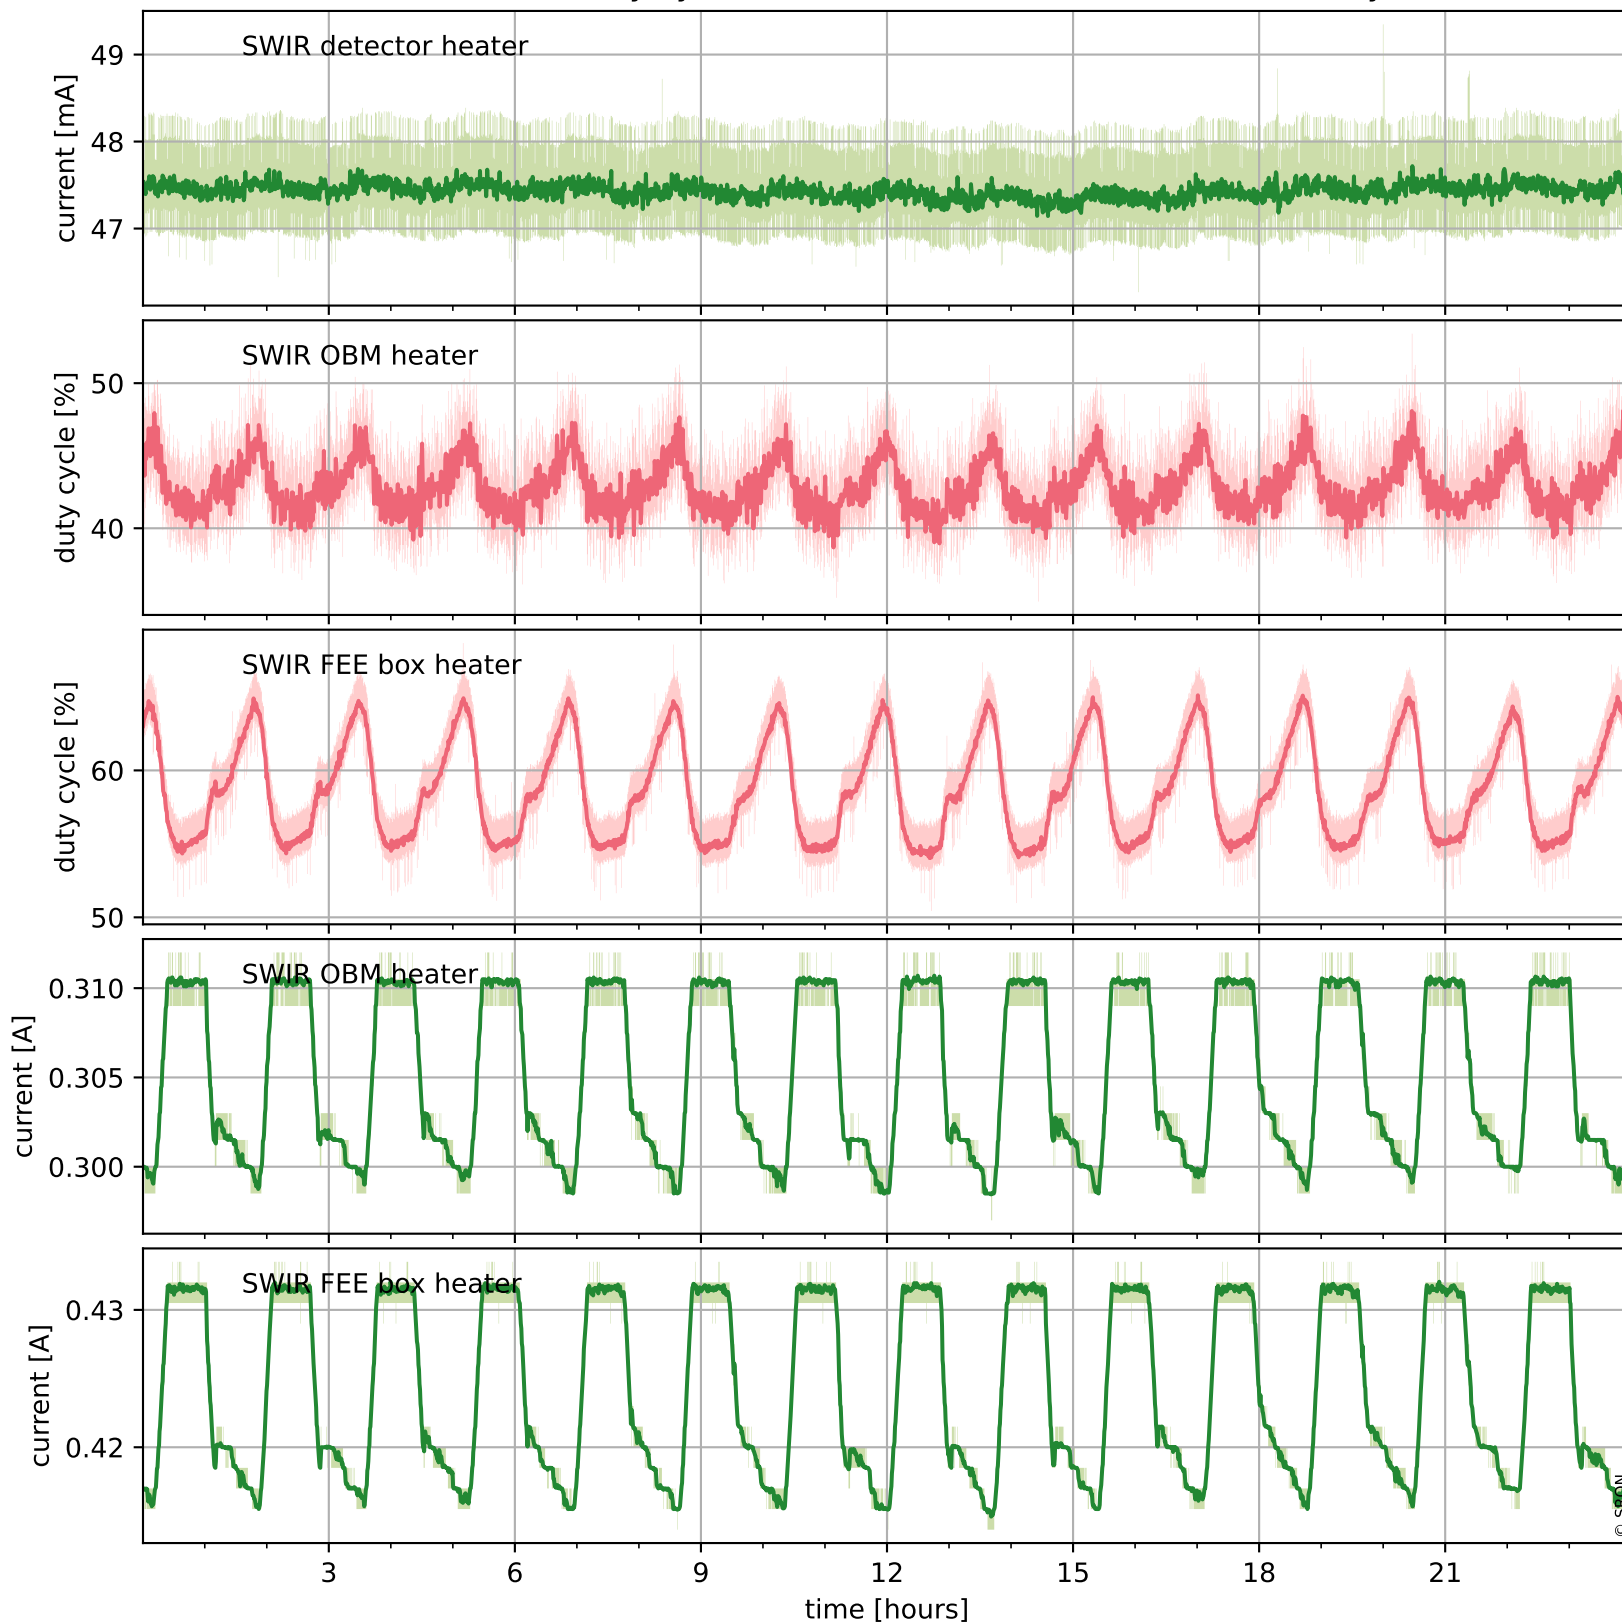 SWIR detector heater
49
48
47
current [mA]
SWIR OBM heater
50
40
duty cycle [%]
SWIR FEE box heater
60
50
duty cycle [%]
SWIR OBM heater
0.310
0.305
0.300
current [A]
SWIR FEE box heater
0.43
0.42
current [A]
© SRON
3 6 9 12 15 18 21
time [hours]